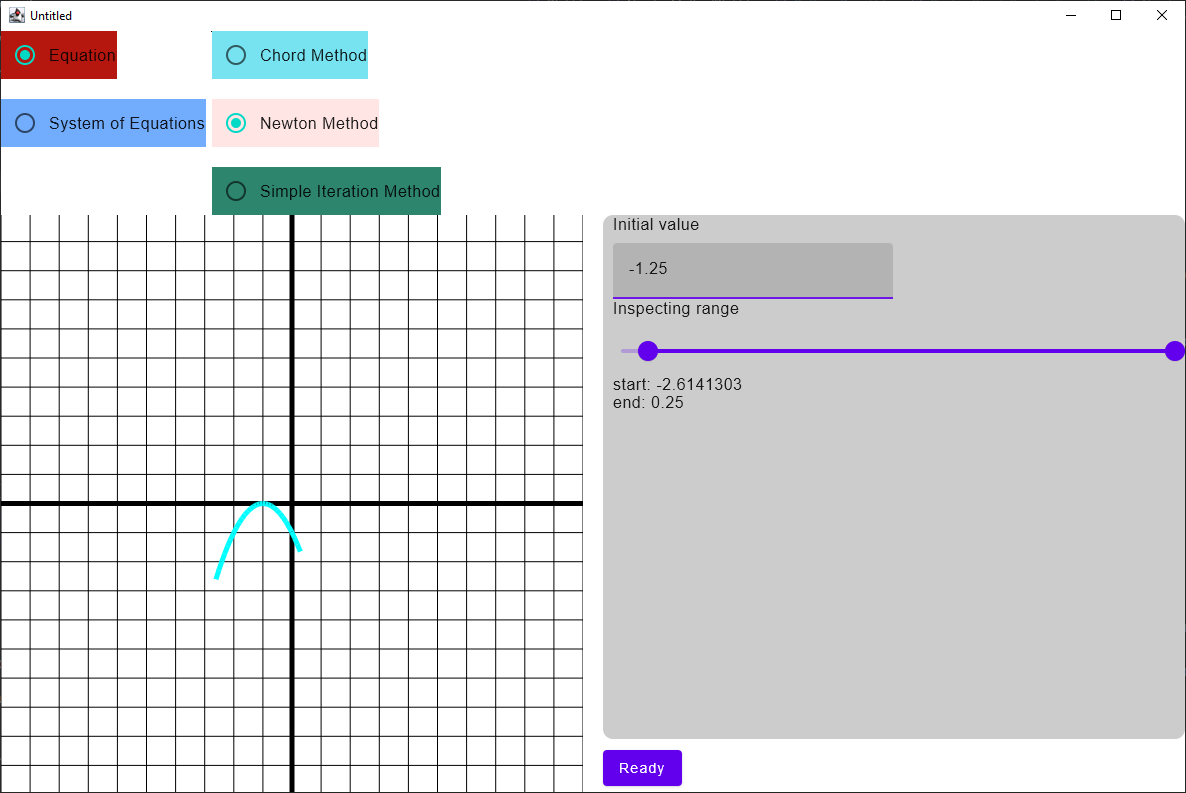 Untitled
Equation
Chord Method
System of Equations
Newton Method
Simple Iteration Method
Initial value
-1.25
Inspecting range
start: -2.6141303
end: 0.25
Ready